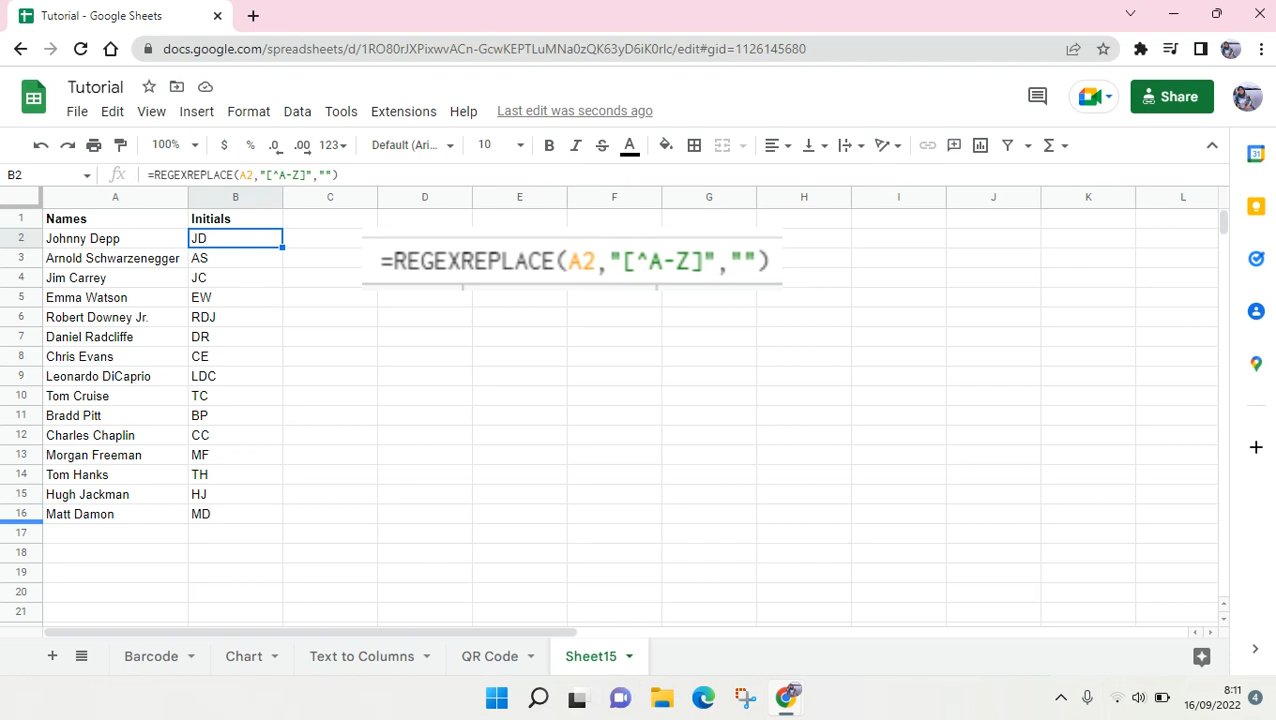 Tutorial - Google Sheets
docs.google.com/spreadsheets/d/1RO80rJXPixwvACn-GcwKEPTLuMNa0zQK63yD6iK0rIc/edit#gid=1126145680
Tutorial
File Edit View Insert Format Data Tools Extensions Help Last edit was seconds ago
Share
100% $ % .0 .00 123 Default (Ari... 10 B I S A Σ
B2 fx =REGEXREPLACE(A2,"[^A-Z]","")
A B C D E F G H I J K L
1 Names Initials
2 Johnny Depp JD
=REGEXREPLACE(A2,"[^A-Z]","")
3 Arnold Schwarzenegger AS
4 Jim Carrey JC
5 Emma Watson EW
6 Robert Downey Jr. RDJ
7 Daniel Radcliffe DR
8 Chris Evans CE
9 Leonardo DiCaprio LDC
10 Tom Cruise TC
11 Bradd Pitt BP
12 Charles Chaplin CC
13 Morgan Freeman MF
14 Tom Hanks TH
15 Hugh Jackman HJ
16 Matt Damon MD
17
18
19
20
21
Barcode Chart Text to Columns QR Code Sheet15
8:11
16/09/2022
4
31